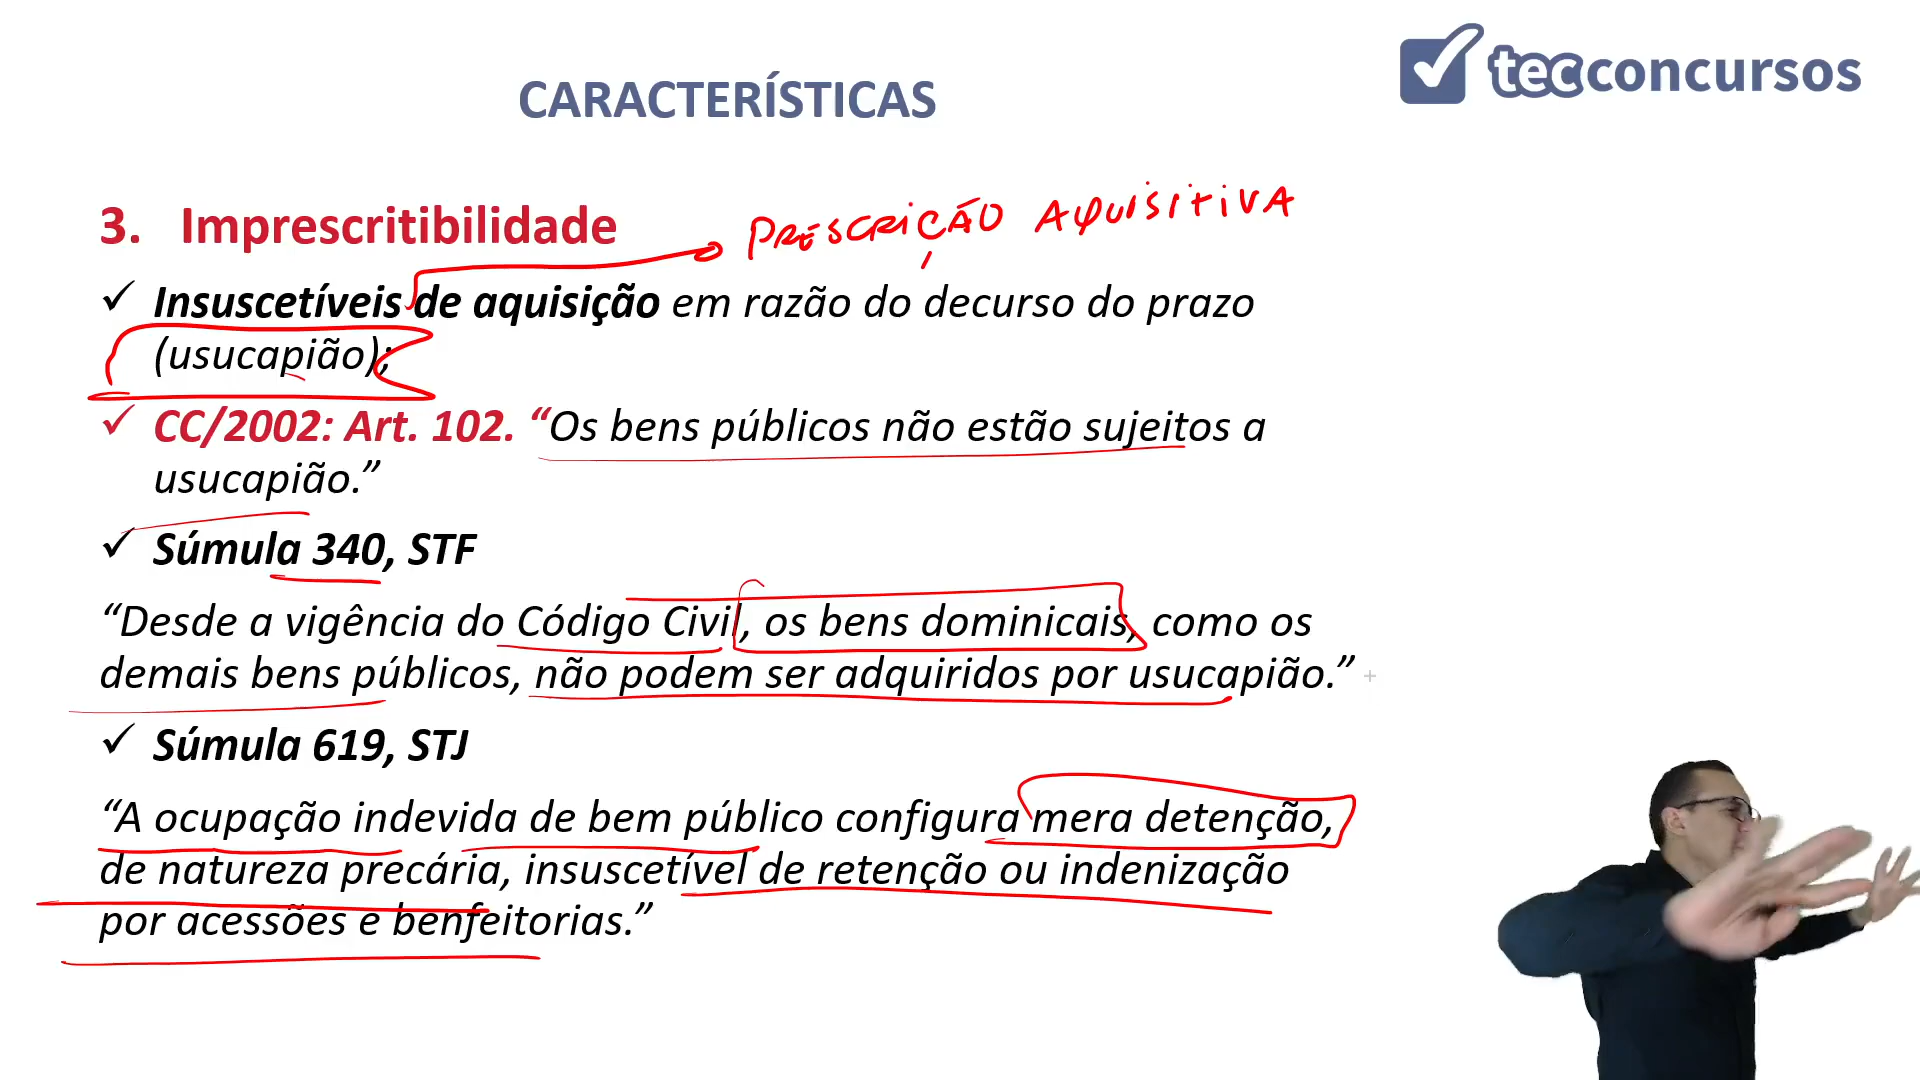 tecconcursos
CARACTERÍSTICAS
3. Imprescritibilidade
PRESCRIÇÃO AQUISITIVA
✓ Insuscetíveis de aquisição em razão do decurso do prazo
(usucapião);
✓ CC/2002: Art. 102. “Os bens públicos não estão sujeitos a
usucapião.”
✓ Súmula 340, STF
“Desde a vigência do Código Civil, os bens dominicais, como os
demais bens públicos, não podem ser adquiridos por usucapião.”
✓ Súmula 619, STJ
“A ocupação indevida de bem público configura mera detenção,
de natureza precária, insuscetível de retenção ou indenização
por acessões e benfeitorias.”